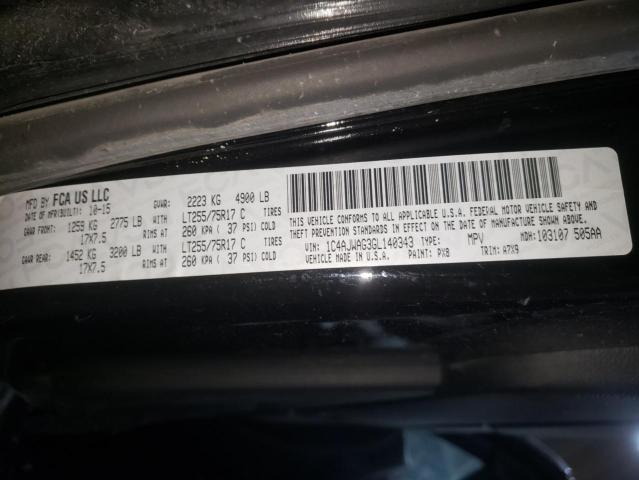 MFD BY FCA US LLC
DATE OF MFR(BUILT): 10-15 GVWR: 2223 KG 4900 LB
GAWR FRONT: 1259 KG 2775 LB WITH LT255/75R17 C TIRES
17X7.5 RIMS AT 260 KPA ( 37 PSI) COLD
GAWR REAR: 1452 KG 3200 LB WITH LT255/75R17 C TIRES
17X7.5 RIMS AT 260 KPA ( 37 PSI) COLD
THIS VEHICLE CONFORMS TO ALL APPLICABLE U.S.A. FEDERAL MOTOR VEHICLE SAFETY AND
THEFT PREVENTION STANDARDS IN EFFECT ON THE DATE OF MANUFACTURE SHOWN ABOVE.
VIN: 1C4AJWAG3GL140343 TYPE: MPV MDH: 103107 505AA
VEHICLE MADE IN U.S.A. PAINT: PX8 TRIM: A7X9